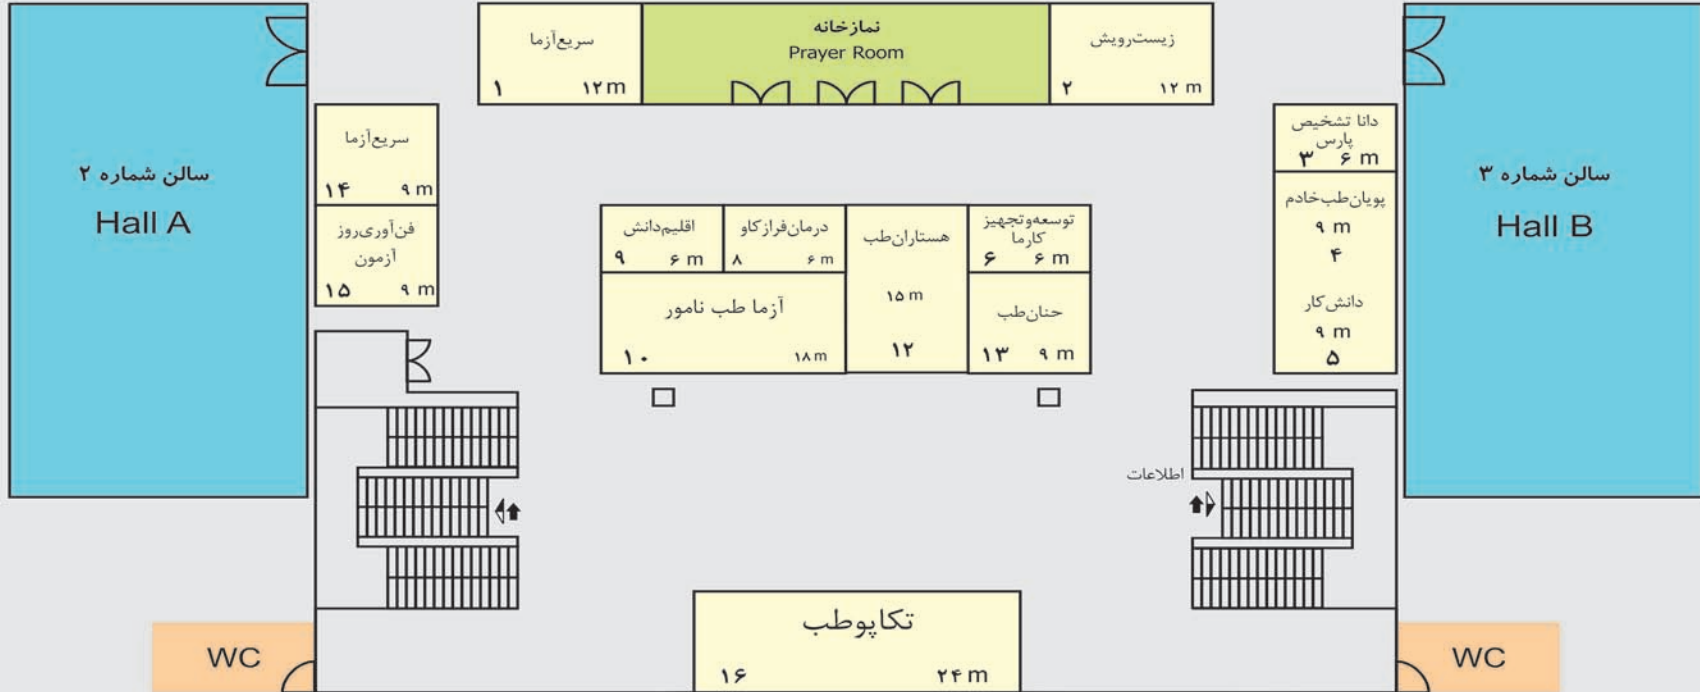 سریع‌آزما
۱ ۱۲ m
نمازخانه
Prayer Room
زیست‌رویش
۲ ۱۲ m
سالن شماره ۲
Hall A
سریع‌آزما
۱۴ ۹ m
فن‌آوری‌روز
آزمون
۱۵ ۹ m
اقلیم‌دانش
۹ ۶ m
درمان‌فرازکاو
۸ ۶ m
هستاران‌طب
۱۵ m
۱۲
توسعه‌وتجهیز
کارما
۶ ۶ m
آزما طب نامور
۱۰ ۱۸ m
حنان‌طب
۱۳ ۹ m
دانا تشخیص
پارس
۳ ۶ m
پویان‌طب‌خادم
۹ m
۴
دانش‌کار
۹ m
۵
سالن شماره ۳
Hall B
اطلاعات
تکاپوطب
۱۶ ۲۴ m
WC
WC